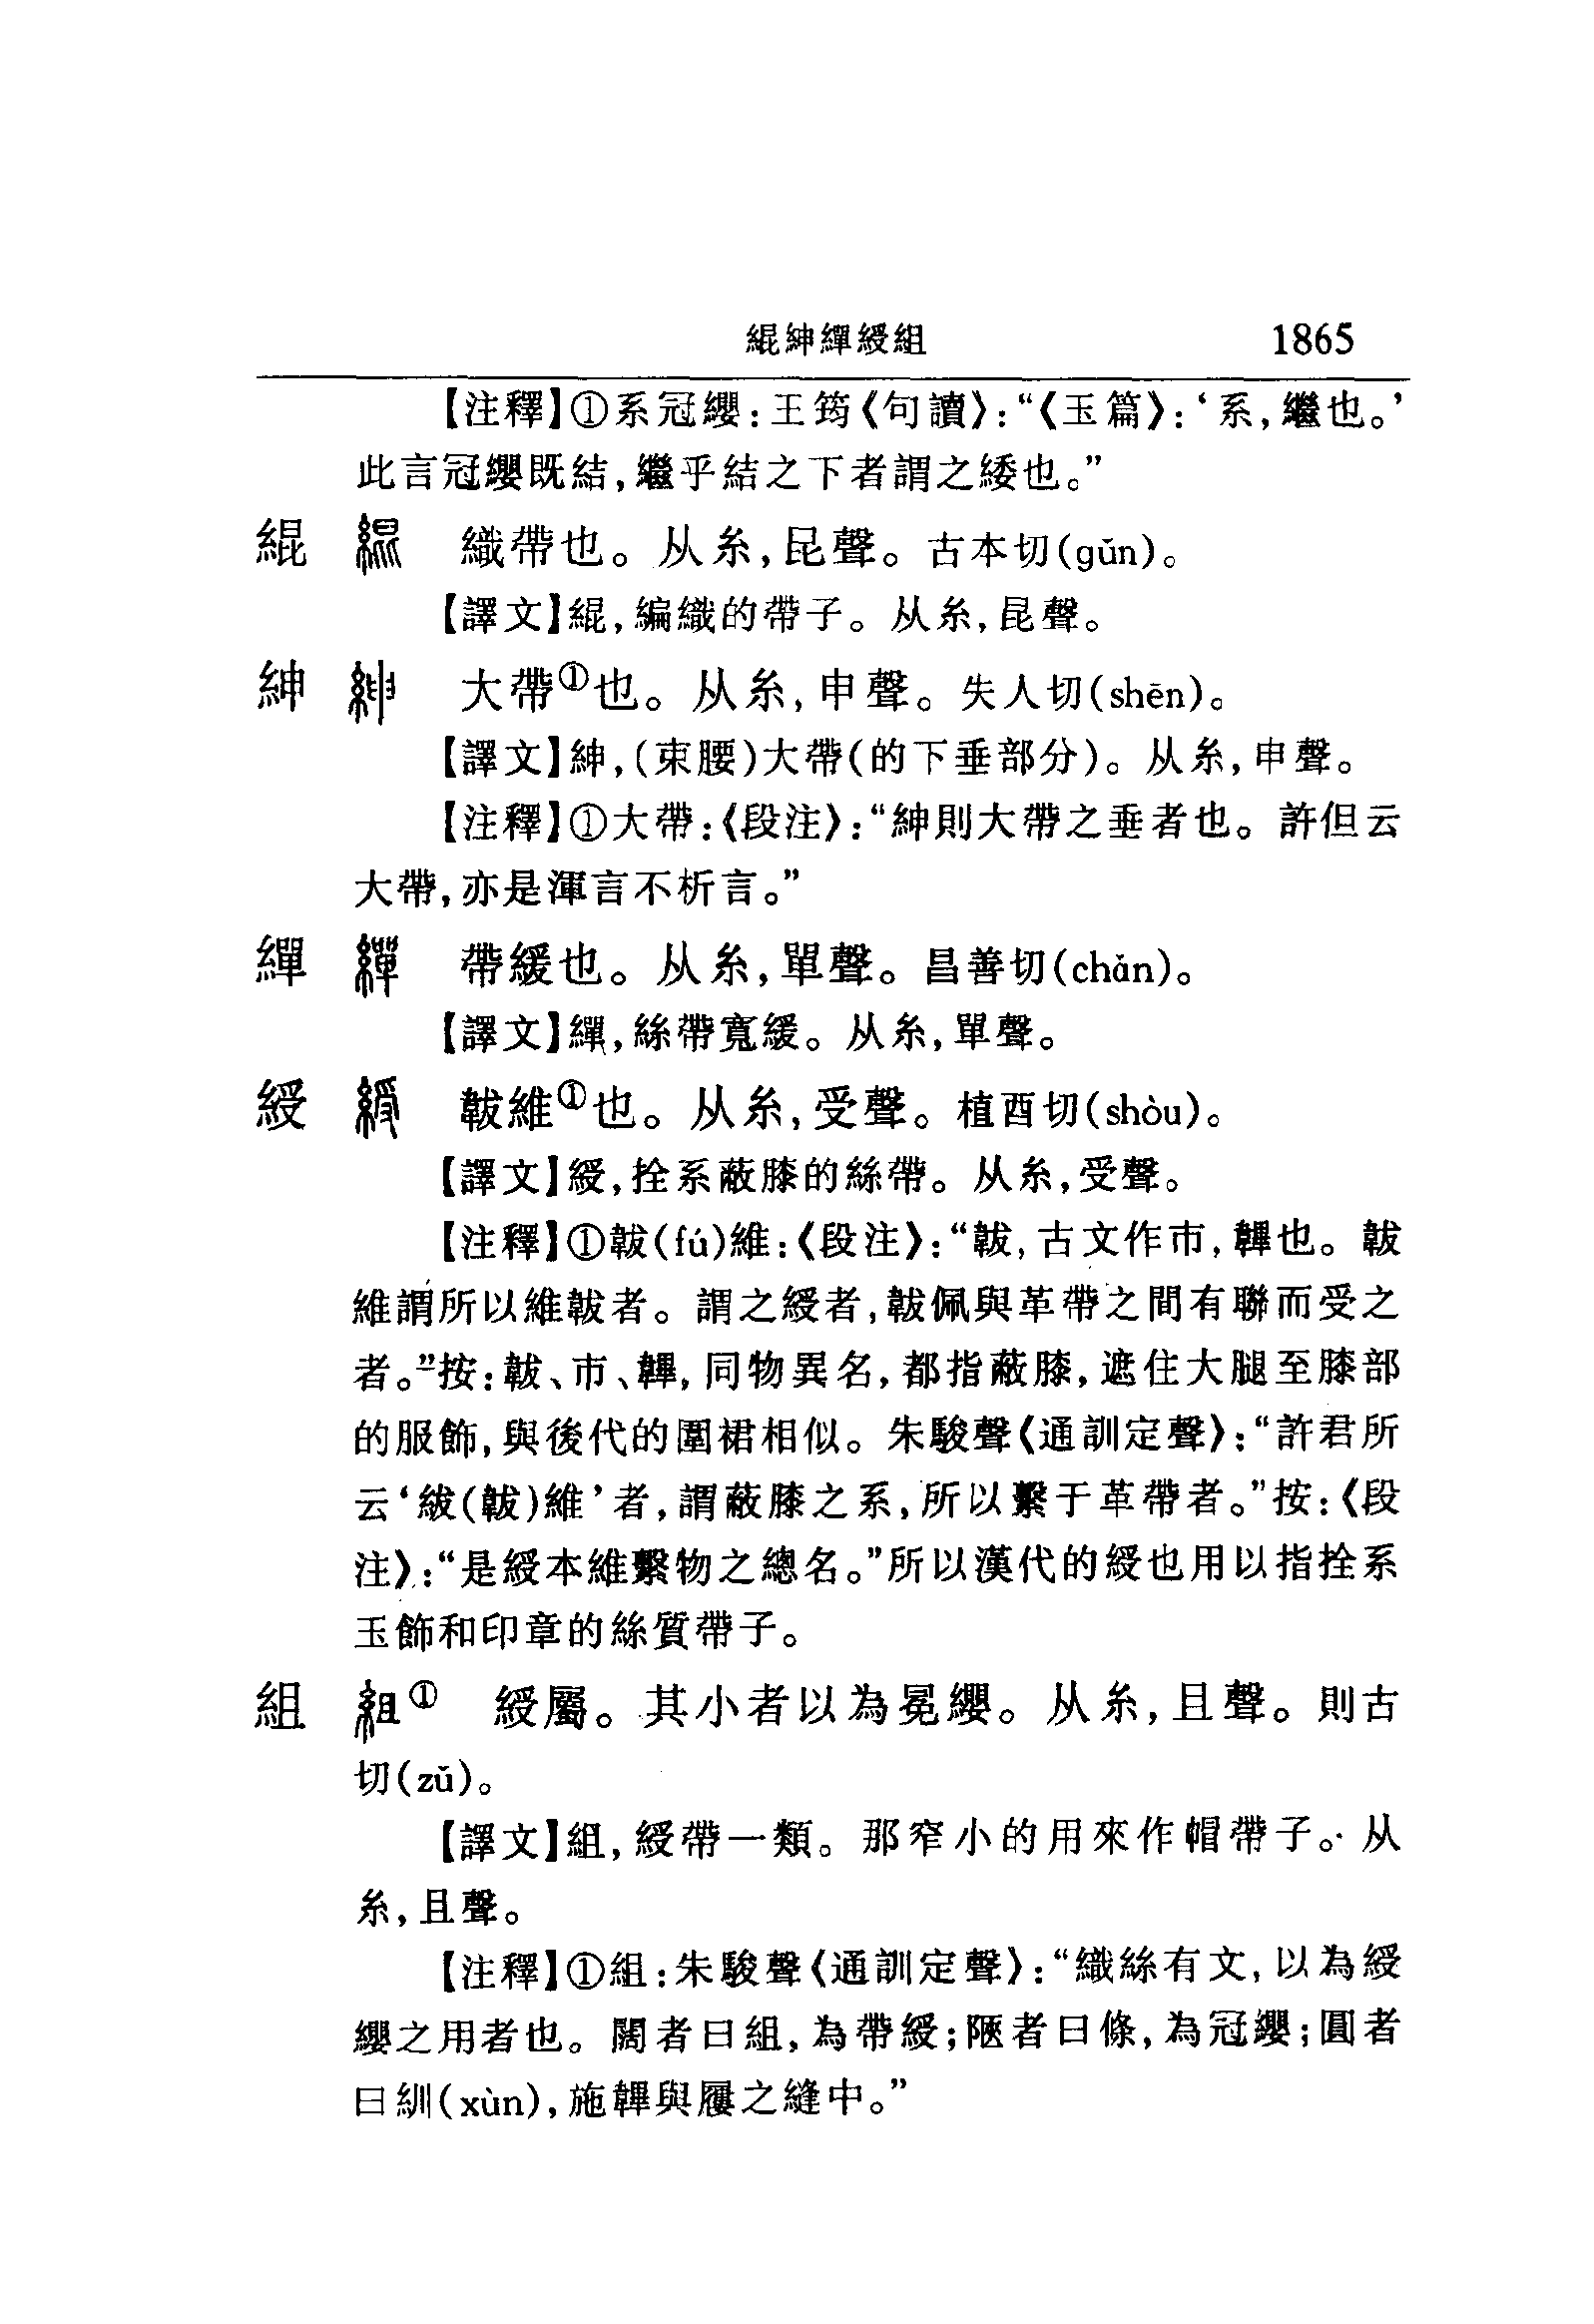 緄紳繟綬組 1865
【注釋】①系冠纓:王筠《句讀》:“《玉篇》:‘系,繼也。’
此言冠纓既結,繼乎結之下者謂之緌也。”
緄 緄 織帶也。从糸,昆聲。古本切(gǔn)。
【譯文】緄,編織的帶子。从糸,昆聲。
紳 紳 大帶①也。从糸,申聲。失人切(shēn)。
【譯文】紳,(束腰)大帶(的下垂部分)。从糸,申聲。
【注釋】①大帶:《段注》:“紳則大帶之垂者也。許但云
大帶,亦是渾言不析言。”
繟 繟 帶緩也。从糸,單聲。昌善切(chǎn)。
【譯文】繟,絲帶寬緩。从糸,單聲。
綬 綬 韍維①也。从糸,受聲。植酉切(shòu)。
【譯文】綬,拴系蔽膝的絲帶。从糸,受聲。
【注釋】①韍(fú)維:《段注》:“韍,古文作巿,韠也。韍
維謂所以維韍者。謂之綬者,韍佩與革帶之間有聯而受之
者。”按:韍、巿、韠,同物異名,都指蔽膝,遮住大腿至膝部
的服飾,與後代的圍裙相似。朱駿聲《通訓定聲》:“許君所
云‘紱(韍)維’者,謂蔽膝之系,所以繫于革帶者。”按:《段
注》:“是綬本維繫物之總名。”所以漢代的綬也用以指拴系
玉飾和印章的絲質帶子。
組 組① 綬屬。其小者以為冕纓。从糸,且聲。則古
切(zǔ)。
【譯文】組,綬帶一類。那窄小的用來作帽帶子。从
糸,且聲。
【注釋】①組:朱駿聲《通訓定聲》:“織絲有文,以為綬
纓之用者也。闊者曰組,為帶綬;陿者曰條,為冠纓;圓者
曰紃(xùn),施韠與屨之縫中。”